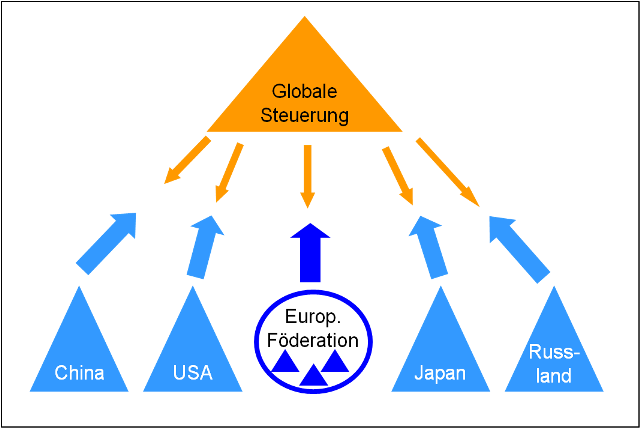 Globale
Steuerung
Europ.
Föderation
China
USA
Japan
Russ-
land